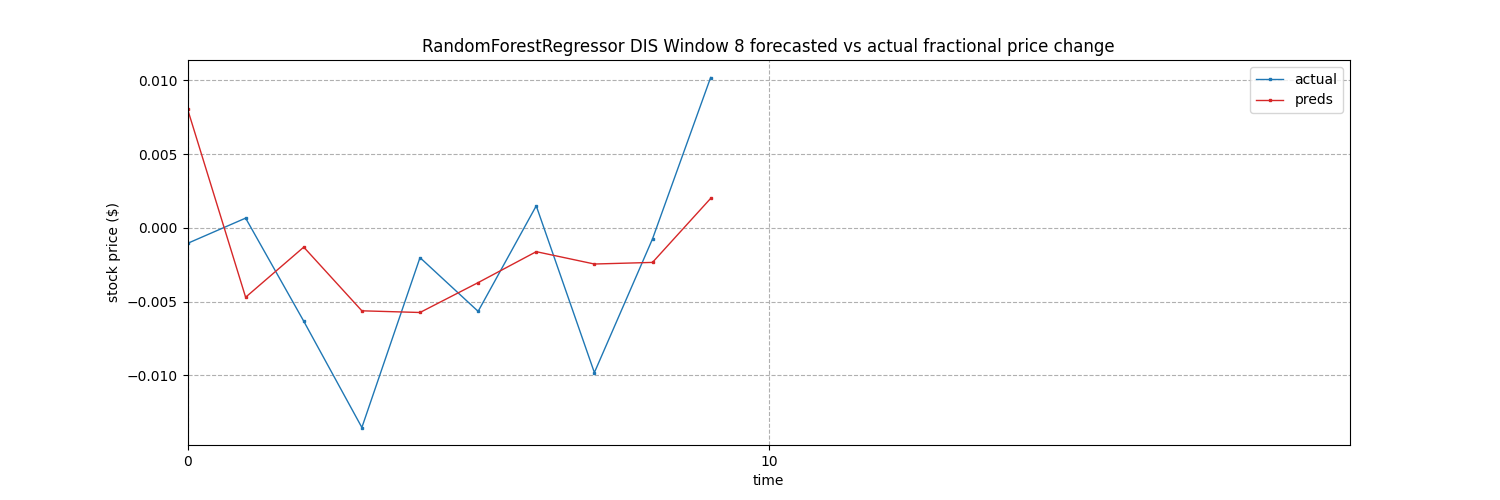 RandomForestRegressor DIS Window 8 forecasted vs actual fractional price change
actual
preds
0.010
0.005
0.000
−0.005
−0.010
stock price ($)
0
10
time